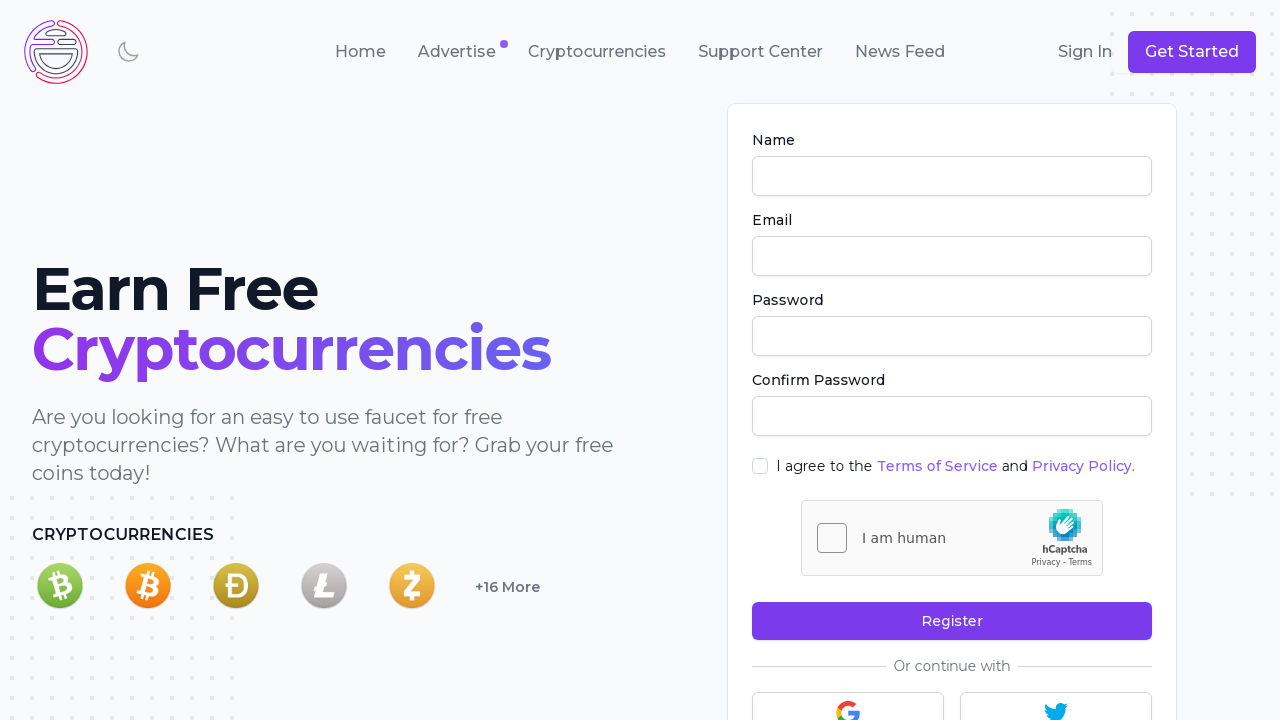 Home
Advertise
Cryptocurrencies
Support Center
News Feed
Sign In
Get Started
Earn Free
Cryptocurrencies
Are you looking for an easy to use faucet for free
cryptocurrencies? What are you waiting for? Grab your free
coins today!
CRYPTOCURRENCIES
+16 More
Name
Email
Password
Confirm Password
I agree to the Terms of Service and Privacy Policy.
I am human
hCaptcha
Privacy - Terms
Register
Or continue with